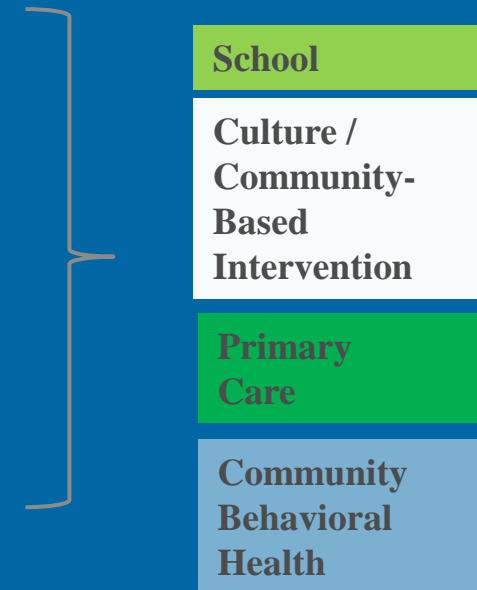 School
Culture /
Community-
Based
Intervention
Primary
Care
Community
Behavioral
Health